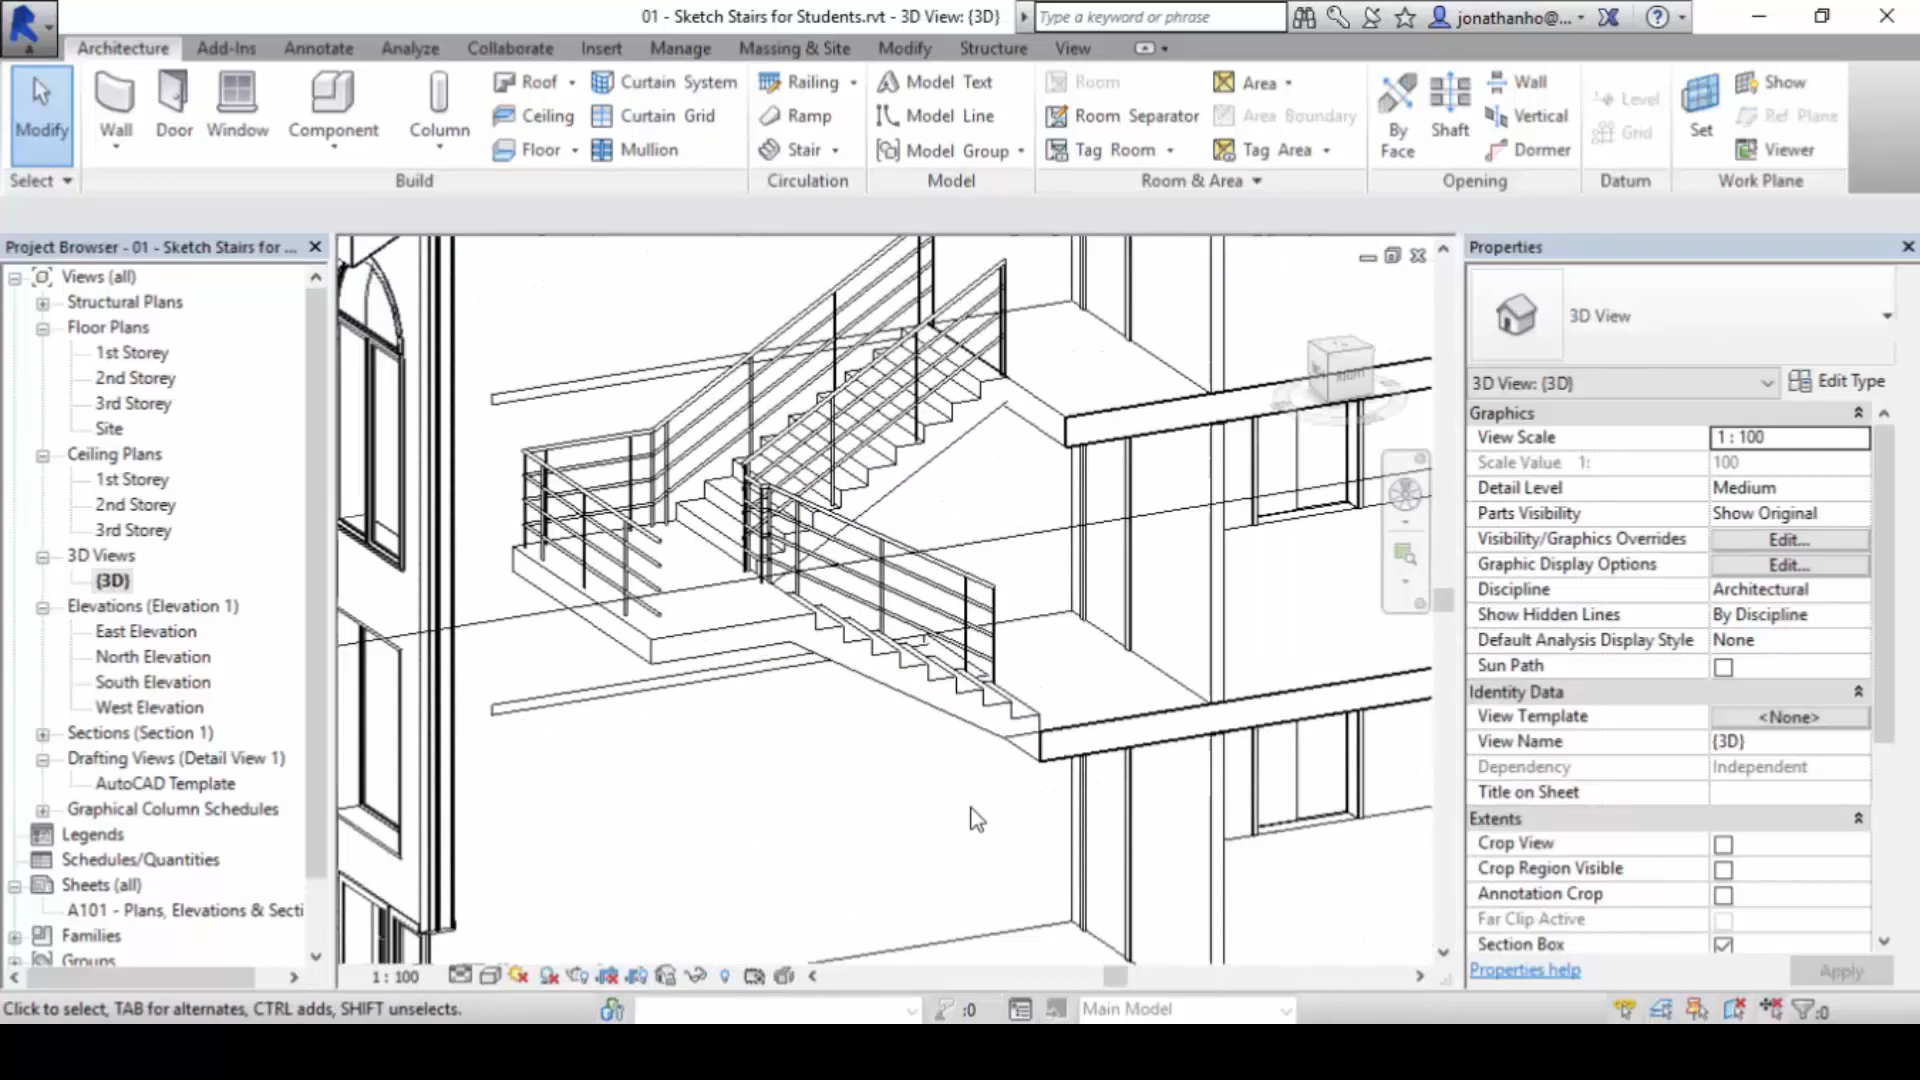 01 - Sketch Stairs for Students.rvt - 3D View: {3D}
Type a keyword or phrase
jonathanho@...
Architecture Add-Ins Annotate Analyze Collaborate Insert Manage Massing & Site Modify Structure View
Modify
Wall
Door
Window
Component
Column
Roof
Ceiling
Floor
Curtain System
Curtain Grid
Mullion
Railing
Ramp
Stair
Model Text
Model Line
Model Group
Room
Room Separator
Tag Room
Area
Area Boundary
Tag Area
By
Face
Shaft
Wall
Vertical
Dormer
Level
Grid
Set
Show
Ref Plane
Viewer
Select Build Circulation Model Room & Area Opening Datum Work Plane
Project Browser - 01 - Sketch Stairs for ...
Views (all)
Structural Plans
Floor Plans
1st Storey
2nd Storey
3rd Storey
Site
Ceiling Plans
1st Storey
2nd Storey
3rd Storey
3D Views
{3D}
Elevations (Elevation 1)
East Elevation
North Elevation
South Elevation
West Elevation
Sections (Section 1)
Drafting Views (Detail View 1)
AutoCAD Template
Graphical Column Schedules
Legends
Schedules/Quantities
Sheets (all)
A101 - Plans, Elevations & Secti
Families
Groups
RIGHT
1 : 100
Properties
3D View
3D View: {3D} Edit Type
Graphics
View Scale 1 : 100
Scale Value 1: 100
Detail Level Medium
Parts Visibility Show Original
Visibility/Graphics Overrides Edit...
Graphic Display Options Edit...
Discipline Architectural
Show Hidden Lines By Discipline
Default Analysis Display Style None
Sun Path
Identity Data
View Template <None>
View Name {3D}
Dependency Independent
Title on Sheet
Extents
Crop View
Crop Region Visible
Annotation Crop
Far Clip Active
Section Box
Properties help Apply
Click to select, TAB for alternates, CTRL adds, SHIFT unselects. :0 Main Model :0